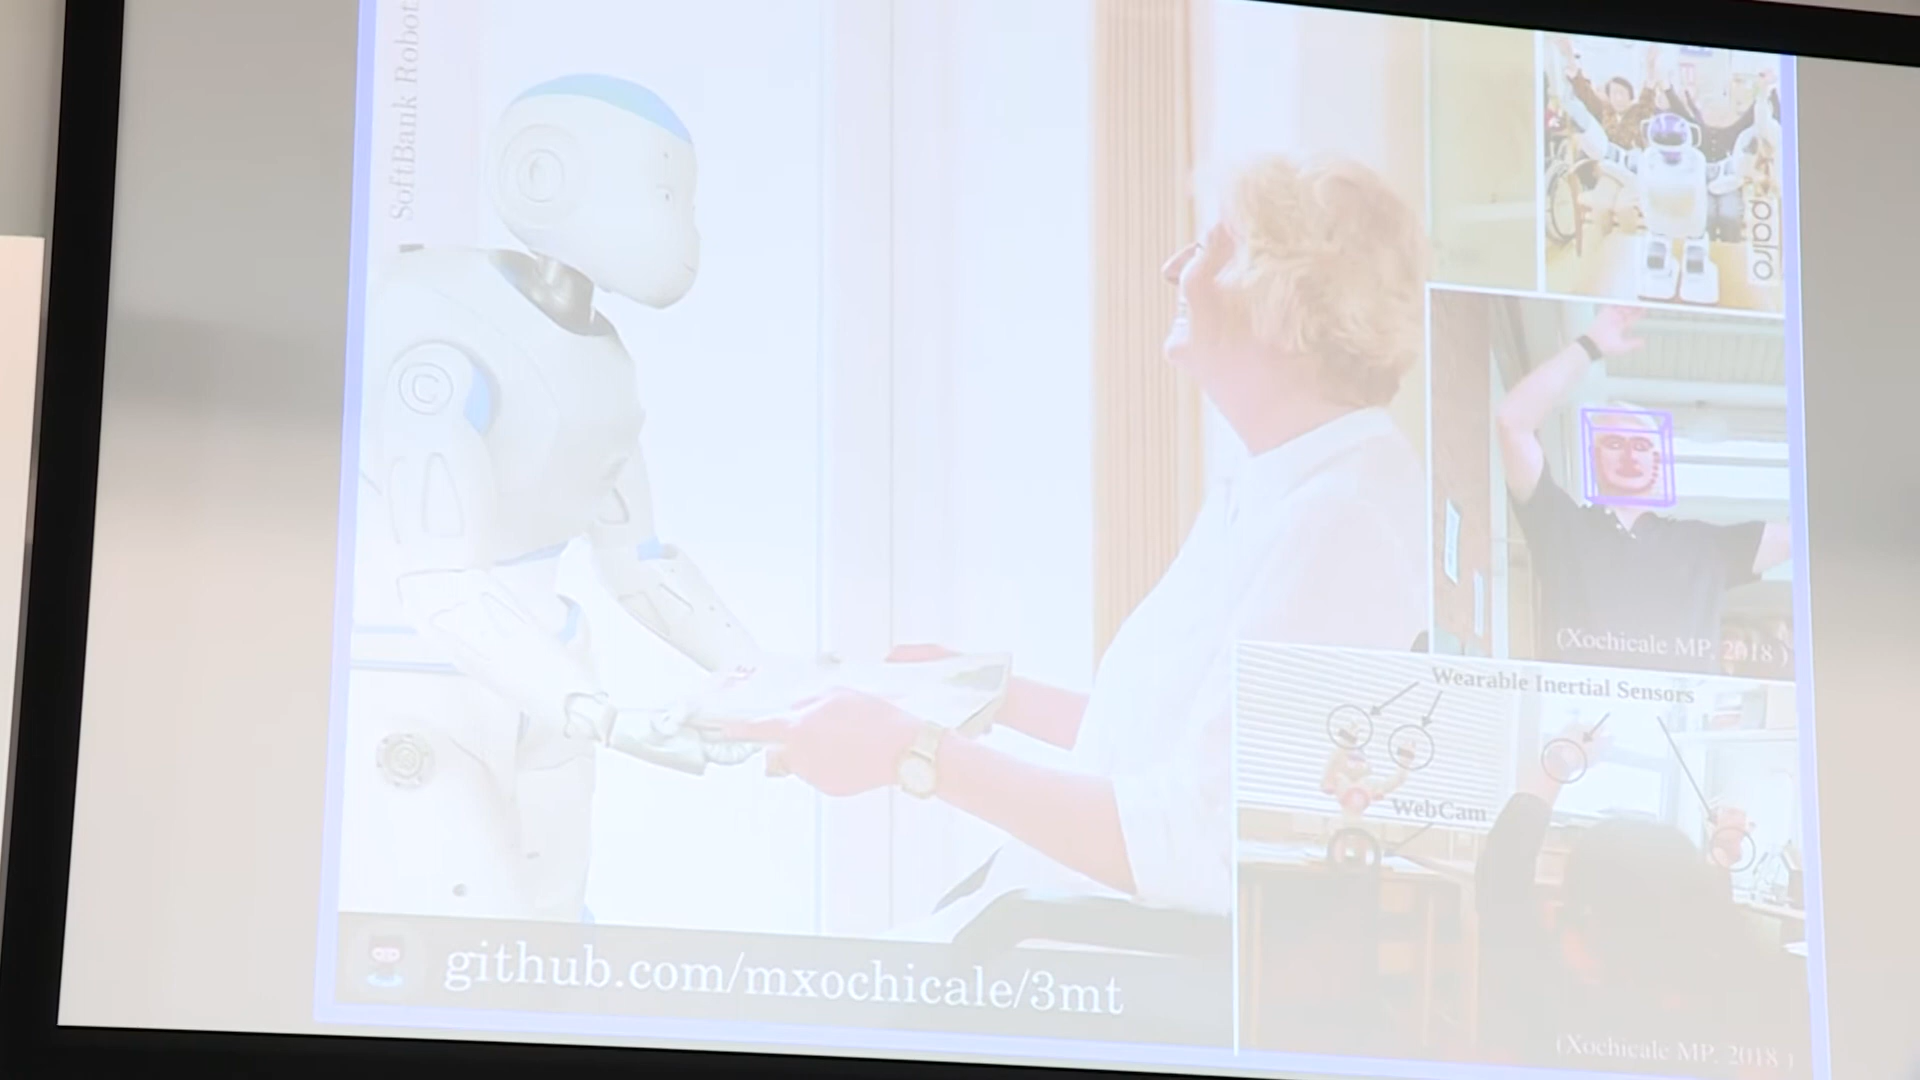 SoftBank Robot
palro
(Xochicale MP, 2018 )
Wearable Inertial Sensors
WebCam
github.com/mxochicale/3mt
(Xochicale MP. 2018 )